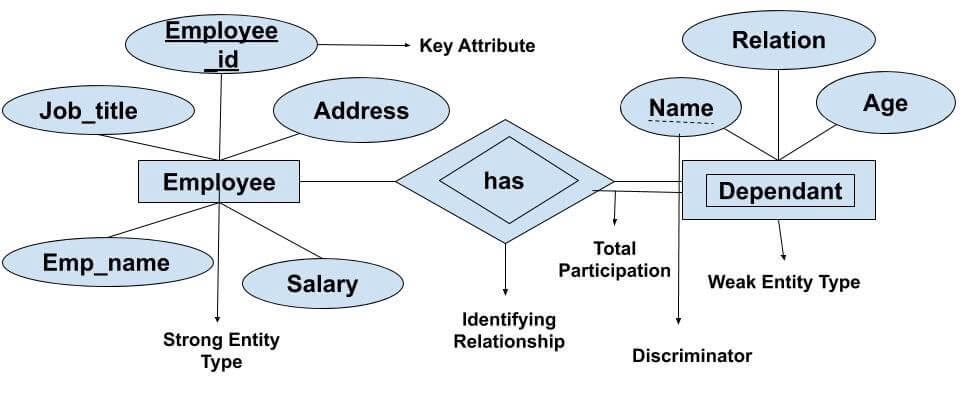 Employee
_id
Key Attribute
Relation
Job_title
Address
Name
Age
Employee
has
Dependant
Emp_name
Salary
Total
Participation
Weak Entity Type
Strong Entity
Type
Identifying
Relationship
Discriminator